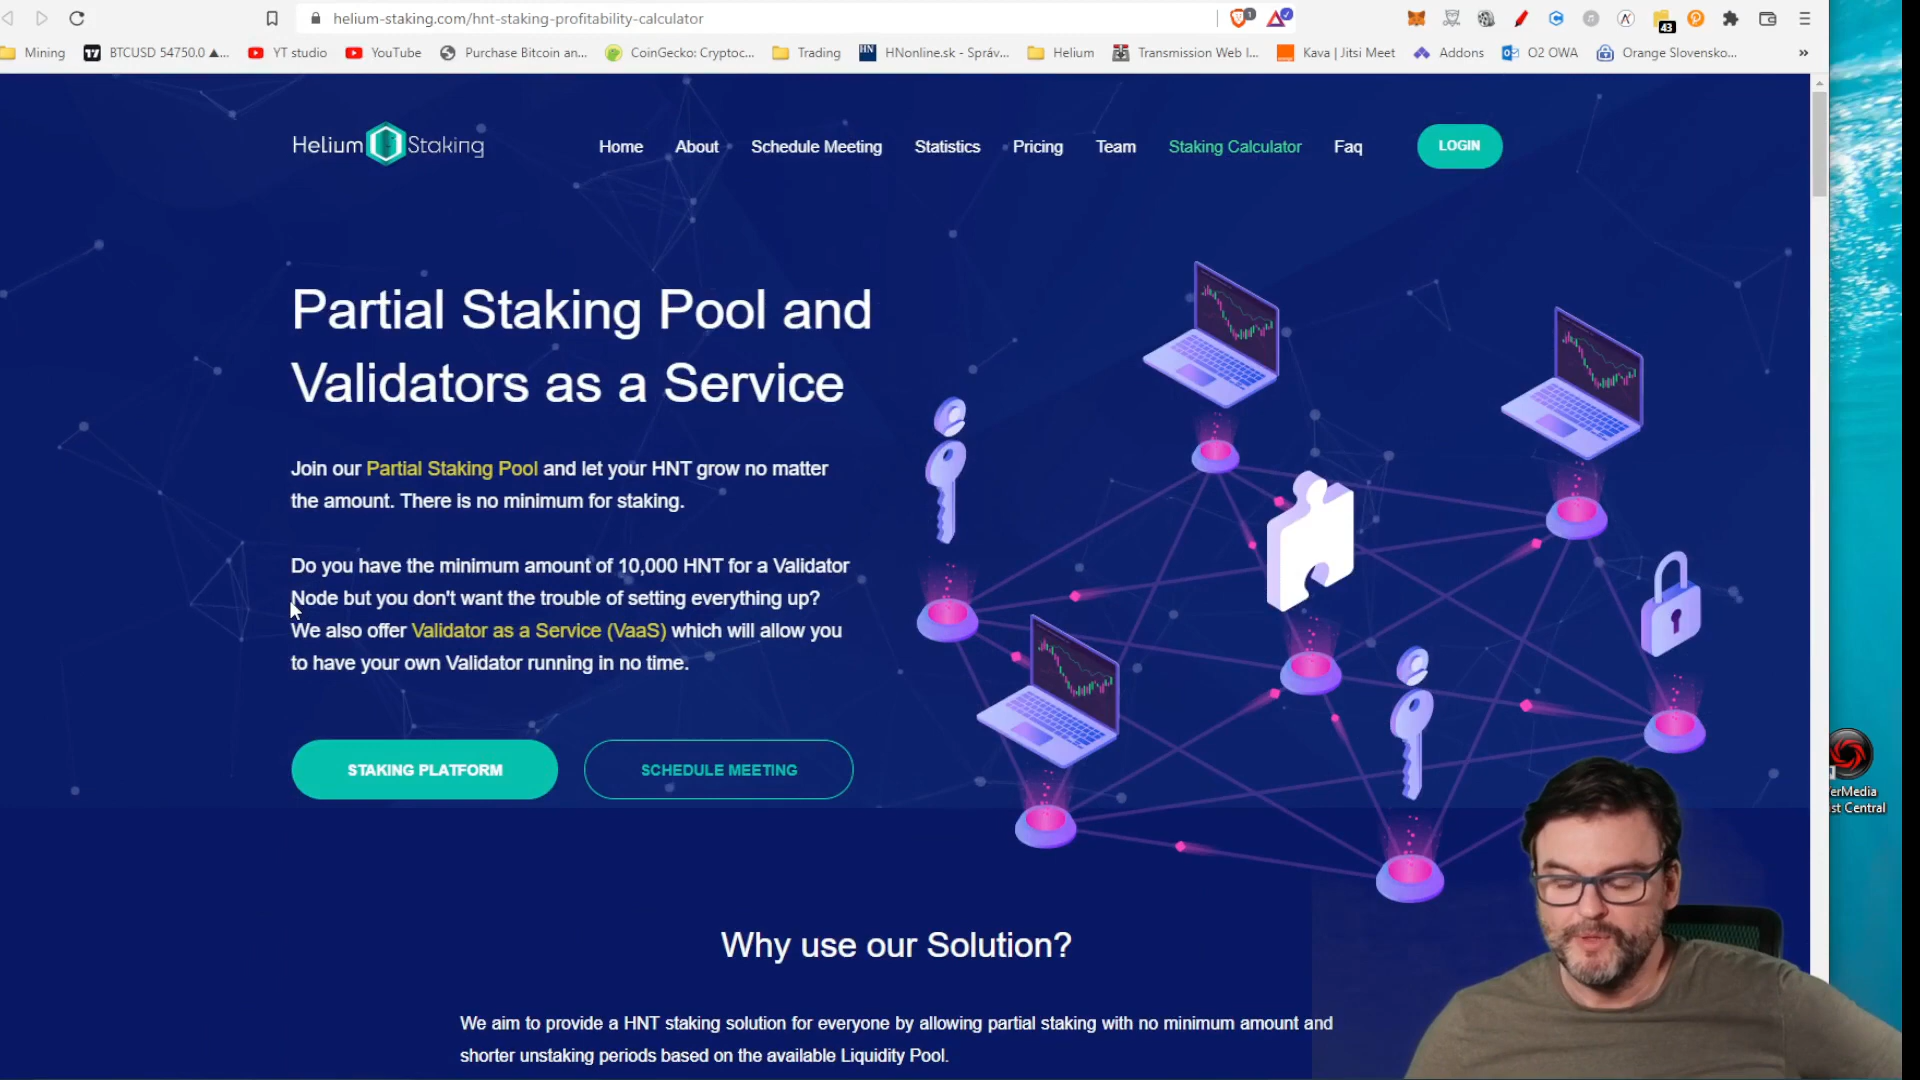 helium-staking.com/hnt-staking-profitability-calculator
1
43
Mining
BTCUSD 54750.0 ▲...
YT studio
YouTube
Purchase Bitcoin an...
CoinGecko: Cryptoc...
Trading
HNonline.sk - Správ...
Helium
Transmission Web I...
Kava | Jitsi Meet
Addons
O2 OWA
Orange Slovensko...
»
Helium Staking
Home
About
Schedule Meeting
Statistics
Pricing
Team
Staking Calculator
Faq
LOGIN
Partial Staking Pool and
Validators as a Service
Join our Partial Staking Pool and let your HNT grow no matter
the amount. There is no minimum for staking.
Do you have the minimum amount of 10,000 HNT for a Validator
Node but you don't want the trouble of setting everything up?
We also offer Validator as a Service (VaaS) which will allow you
to have your own Validator running in no time.
STAKING PLATFORM
SCHEDULE MEETING
Why use our Solution?
We aim to provide a HNT staking solution for everyone by allowing partial staking with no minimum amount and
shorter unstaking periods based on the available Liquidity Pool.
verMedia
st Central